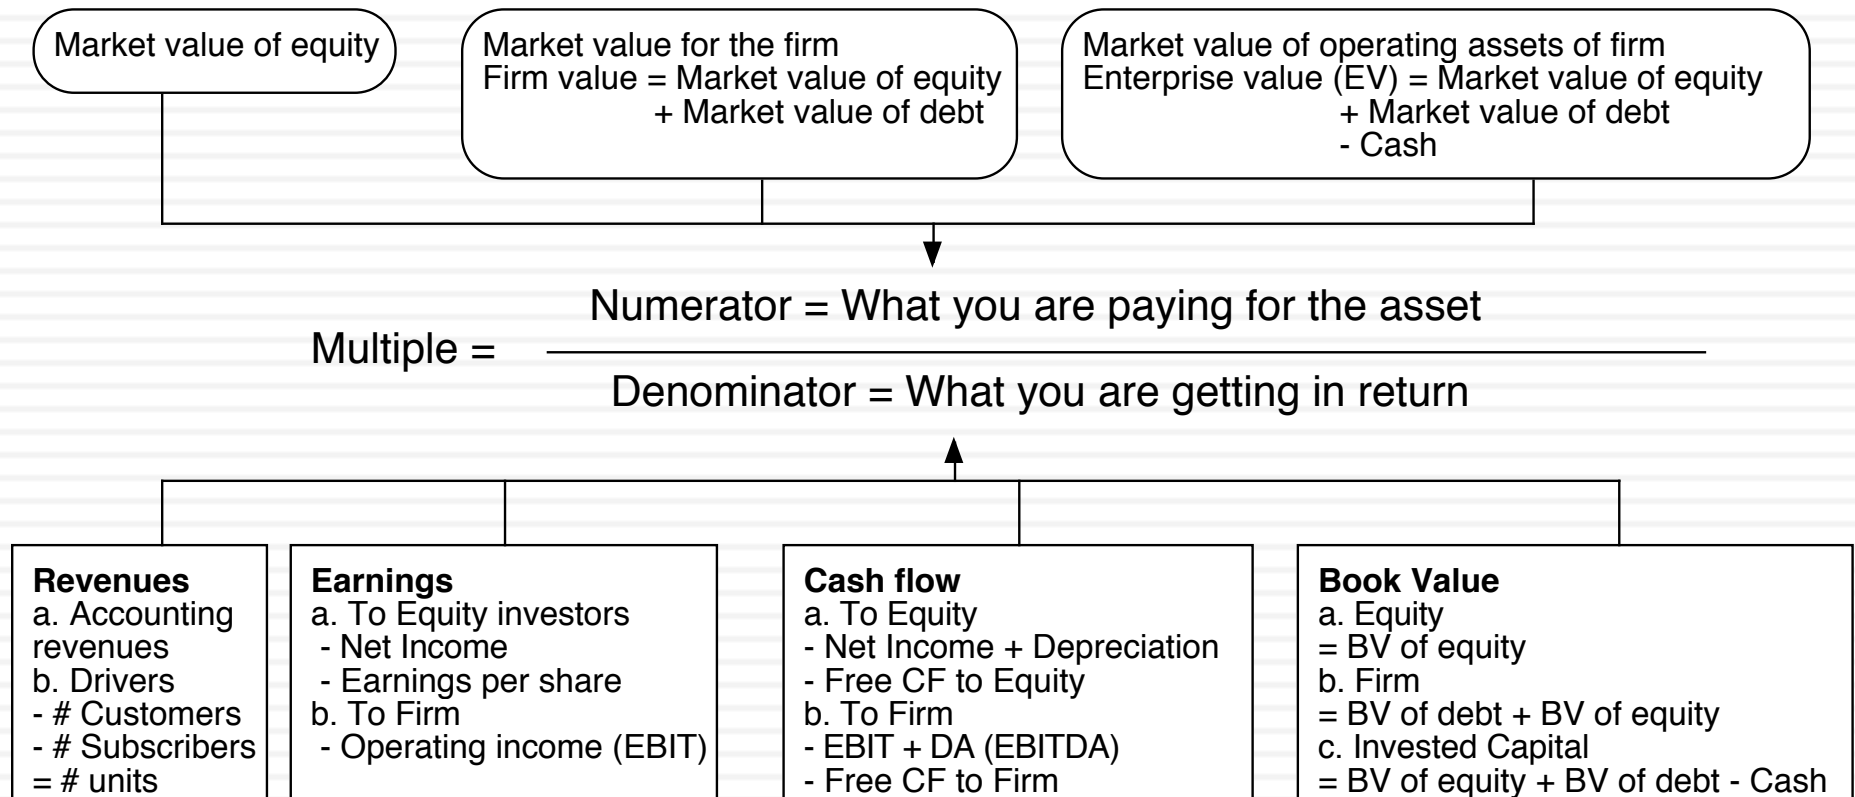 Market value of equity
Market value for the firm
Firm value = Market value of equity
+ Market value of debt
Market value of operating assets of firm
Enterprise value (EV) = Market value of equity
+ Market value of debt
- Cash
Numerator = What you are paying for the asset
Multiple =
Denominator = What you are getting in return
Revenues
a. Accounting
revenues
b. Drivers
- # Customers
- # Subscribers
= # units
Earnings
a. To Equity investors
- Net Income
- Earnings per share
b. To Firm
- Operating income (EBIT)
Cash flow
a. To Equity
- Net Income + Depreciation
- Free CF to Equity
b. To Firm
- EBIT + DA (EBITDA)
- Free CF to Firm
Book Value
a. Equity
= BV of equity
b. Firm
= BV of debt + BV of equity
c. Invested Capital
= BV of equity + BV of debt - Cash